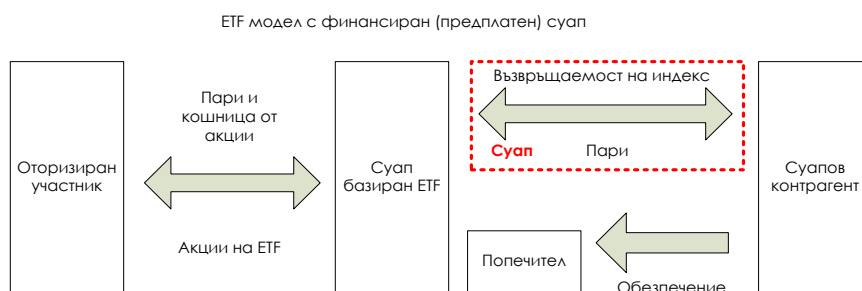 ETF модел с финансиран (предплатен) суап
Оторизиран
участник
Пари и
кошница от
акции
Акции на ETF
Суап
базиран ETF
Възвръщаемост на индекс
Суап Пари
Попечител
Обезпечение
Суапов
контрагент